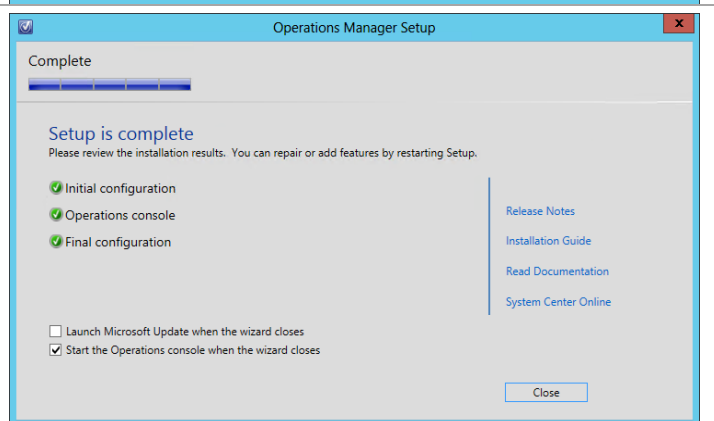 Operations Manager Setup
x
Complete
Setup is complete
Please review the installation results. You can repair or add features by restarting Setup.
Initial configuration
Operations console
Final configuration
Release Notes
Installation Guide
Read Documentation
System Center Online
Launch Microsoft Update when the wizard closes
Start the Operations console when the wizard closes
Close